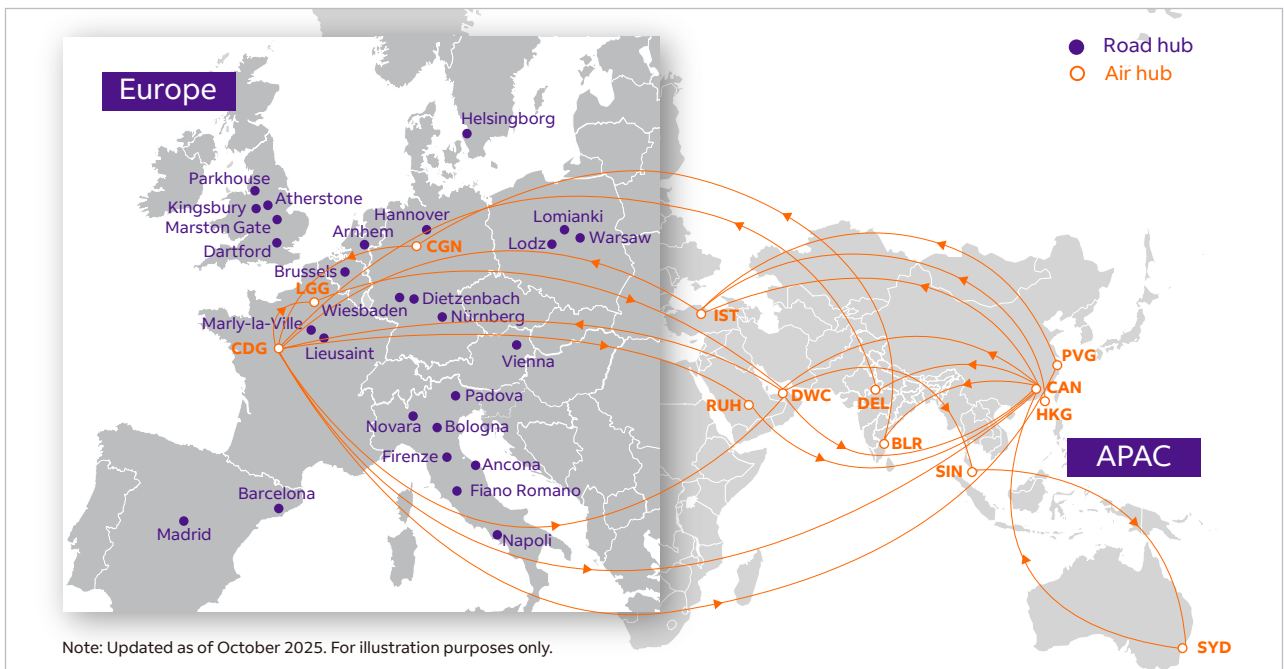 Road hub
Air hub
Europe
Helsingborg
Parkhouse
Atherstone
Kingsbury
Marston Gate
Dartford
Hannover
Arnhem
CGN
Lomianki
Lodz
Warsaw
Brussels
LGG
Wiesbaden
Dietzenbach
Nürnberg
Marly-la-Ville
Lieusaint
CDG
Vienna
Padova
Novara
Bologna
Firenze
Ancona
Fiano Romano
Barcelona
Madrid
Napoli
IST
PVG
CAN
HKG
RUH
DWC
DEL
BLR
SIN
APAC
SYD
Note: Updated as of October 2025. For illustration purposes only.